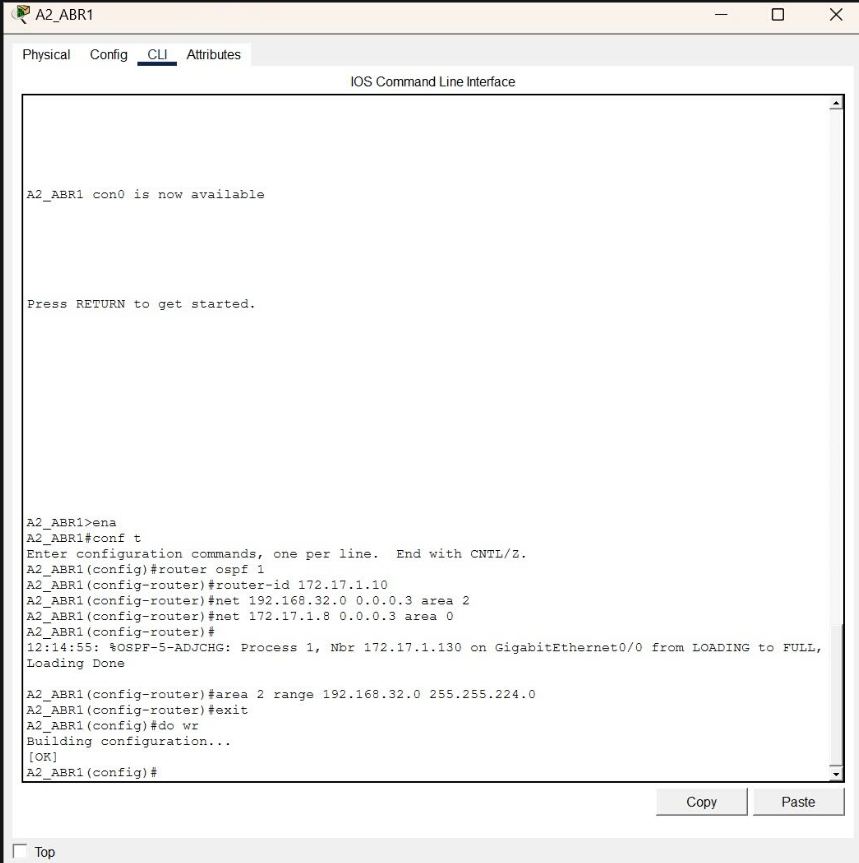 A2_ABR1
Physical Config CLI Attributes
IOS Command Line Interface
A2_ABR1 con0 is now available
Press RETURN to get started.
A2_ABR1>ena
A2_ABR1#conf t
Enter configuration commands, one per line.  End with CNTL/Z.
A2_ABR1(config)#router ospf 1
A2_ABR1(config-router)#router-id 172.17.1.10
A2_ABR1(config-router)#net 192.168.32.0 0.0.0.3 area 2
A2_ABR1(config-router)#net 172.17.1.8 0.0.0.3 area 0
A2_ABR1(config-router)#
12:14:55: %OSPF-5-ADJCHG: Process 1, Nbr 172.17.1.130 on GigabitEthernet0/0 from LOADING to FULL,
Loading Done
A2_ABR1(config-router)#area 2 range 192.168.32.0 255.255.224.0
A2_ABR1(config-router)#exit
A2_ABR1(config)#do wr
Building configuration...
[OK]
A2_ABR1(config)#
Copy Paste
Top